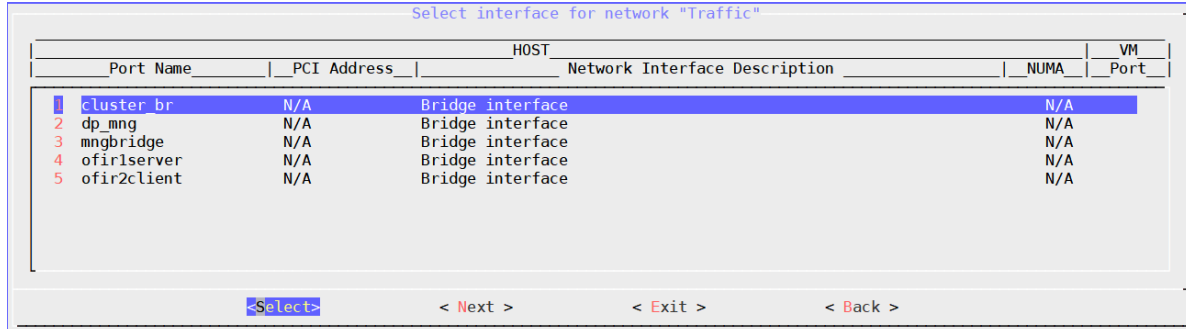 Select interface for network "Traffic"
HOST VM
Port Name PCI Address Network Interface Description NUMA Port
1 cluster_br N/A Bridge interface N/A
2 dp_mng N/A Bridge interface N/A
3 mngbridge N/A Bridge interface N/A
4 ofir1server N/A Bridge interface N/A
5 ofir2client N/A Bridge interface N/A
<Select> < Next > < Exit > < Back >